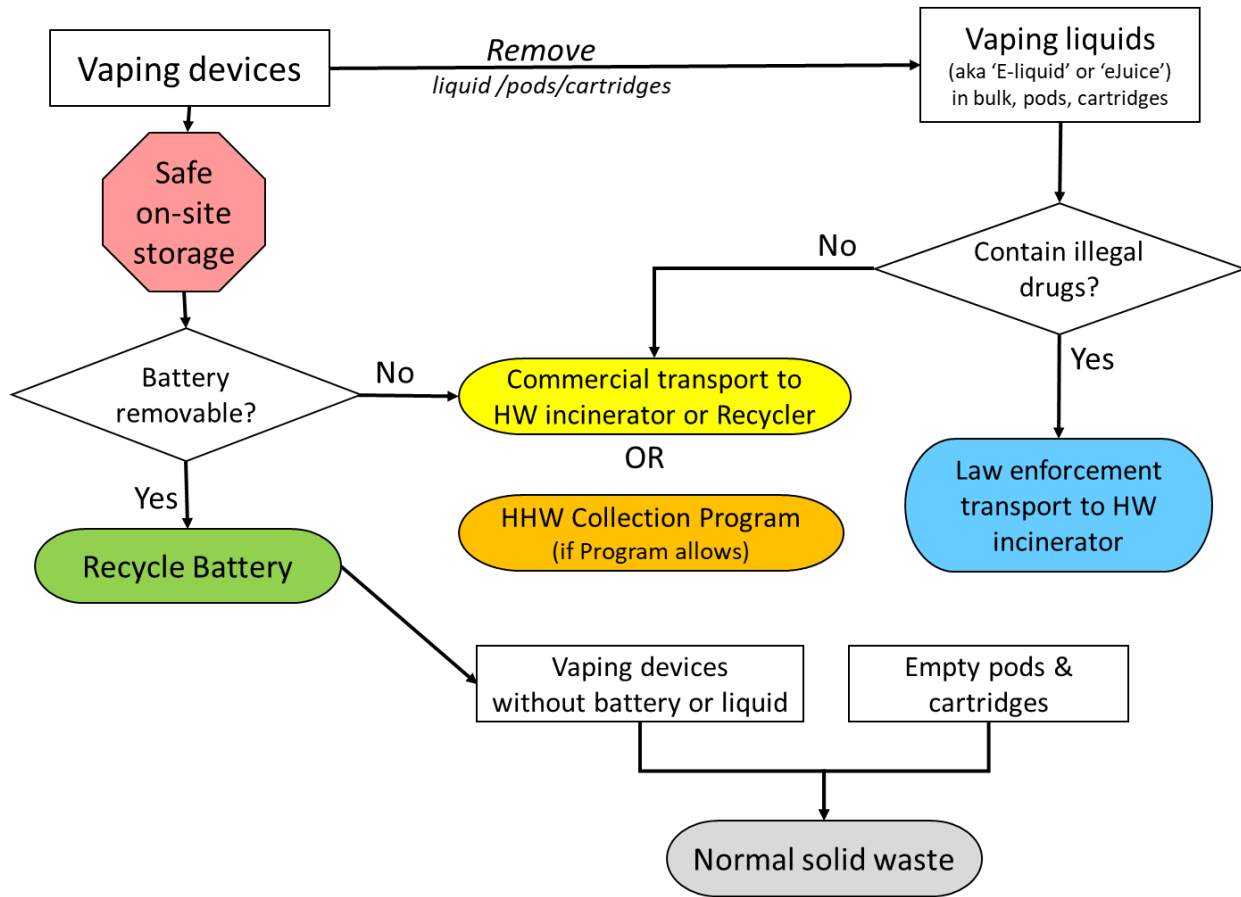 Vaping devices
Remove
liquid /pods/cartridges
Vaping liquids
(aka ‘E-liquid’ or ‘eJuice’)
in bulk, pods, cartridges
Safe
on-site
storage
No
Contain illegal
drugs?
Yes
Battery
removable?
No
Yes
Commercial transport to
HW incinerator or Recycler
OR
HHW Collection Program
(if Program allows)
Law enforcement
transport to HW
incinerator
Recycle Battery
Vaping devices
without battery or liquid
Empty pods &
cartridges
Normal solid waste